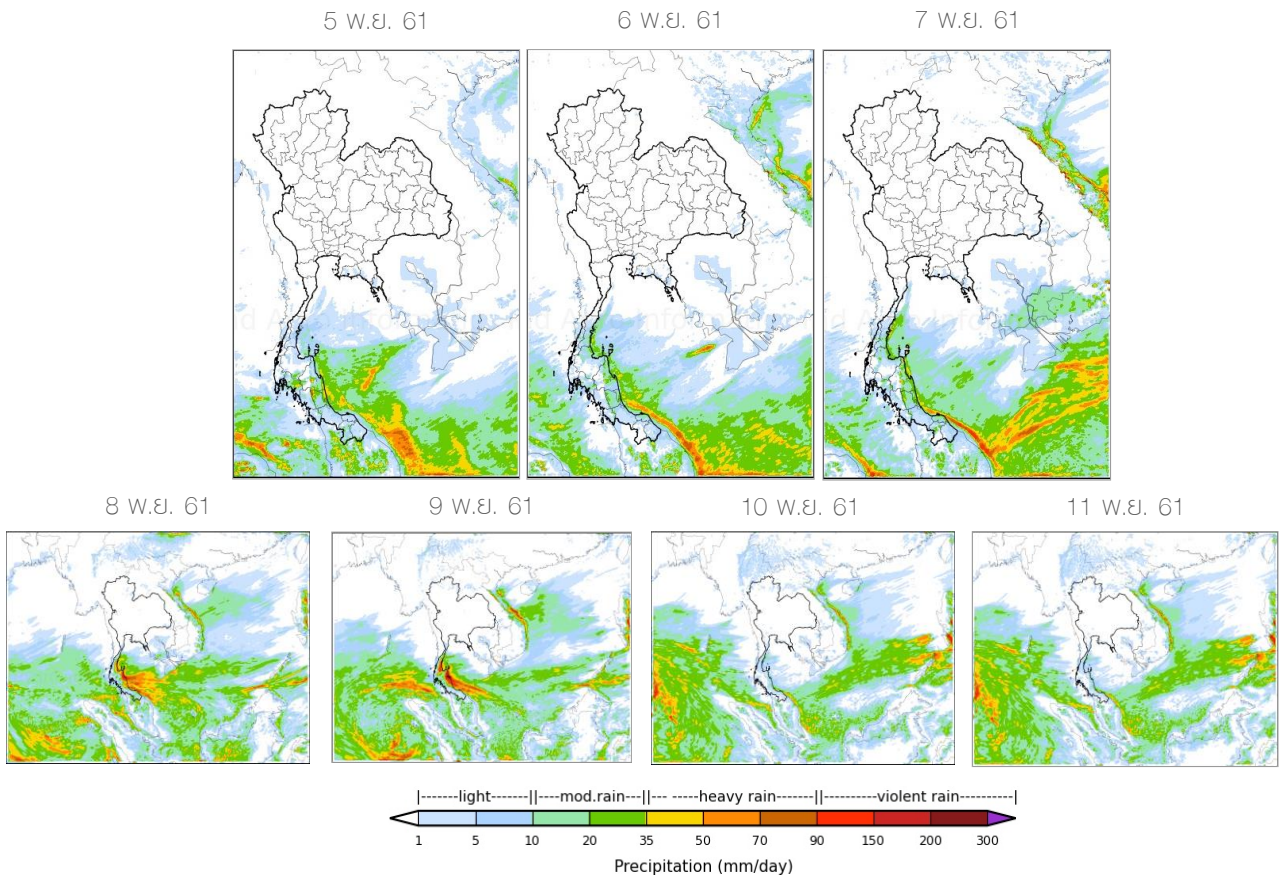 5 พ.ย. 61
6 พ.ย. 61
7 พ.ย. 61
8 พ.ย. 61
9 พ.ย. 61
10 พ.ย. 61
11 พ.ย. 61
|-------light-------||----mod.rain---||--- -------heavy rain-------||--------violent rain----------|
1 5 10 20 35 50 70 90 150 200 300
Precipitation (mm/day)